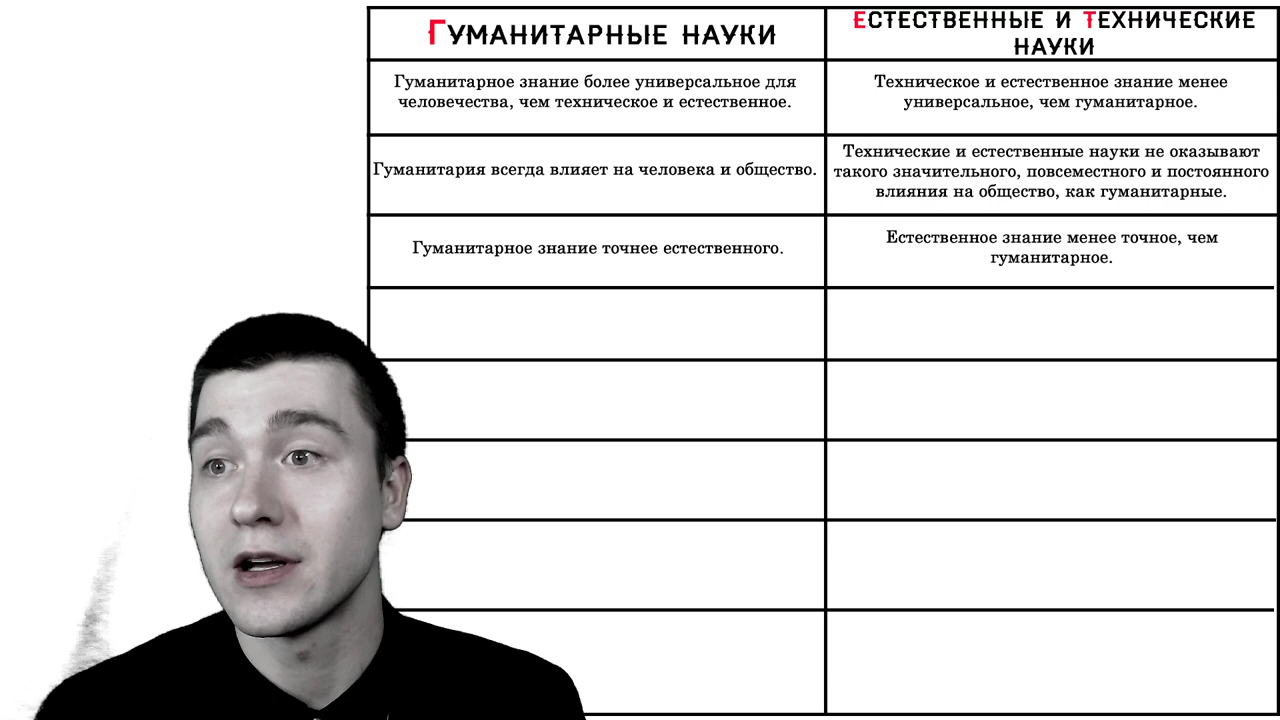 Гуманитарные науки
Естественные и Технические
науки
Гуманитарное знание более универсальное для
человечества, чем техническое и естественное.
Техническое и естественное знание менее
универсальное, чем гуманитарное.
Гуманитария всегда влияет на человека и общество.
Технические и естественные науки не оказывают
такого значительного, повсеместного и постоянного
влияния на общество, как гуманитарные.
Гуманитарное знание точнее естественного.
Естественное знание менее точное, чем
гуманитарное.